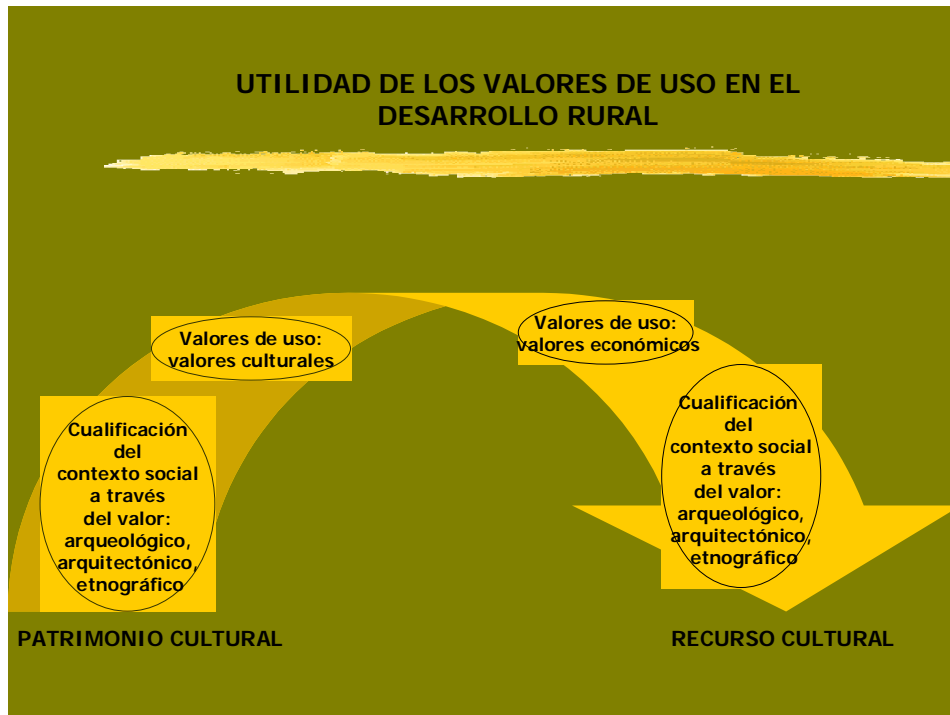 UTILIDAD DE LOS VALORES DE USO EN EL
DESARROLLO RURAL
Valores de uso:
valores culturales
Valores de uso:
valores económicos
Cualificación
del
contexto social
a través
del valor:
arqueológico,
arquitectónico,
etnográfico
Cualificación
del
contexto social
a través
del valor:
arqueológico,
arquitectónico,
etnográfico
PATRIMONIO CULTURAL
RECURSO CULTURAL